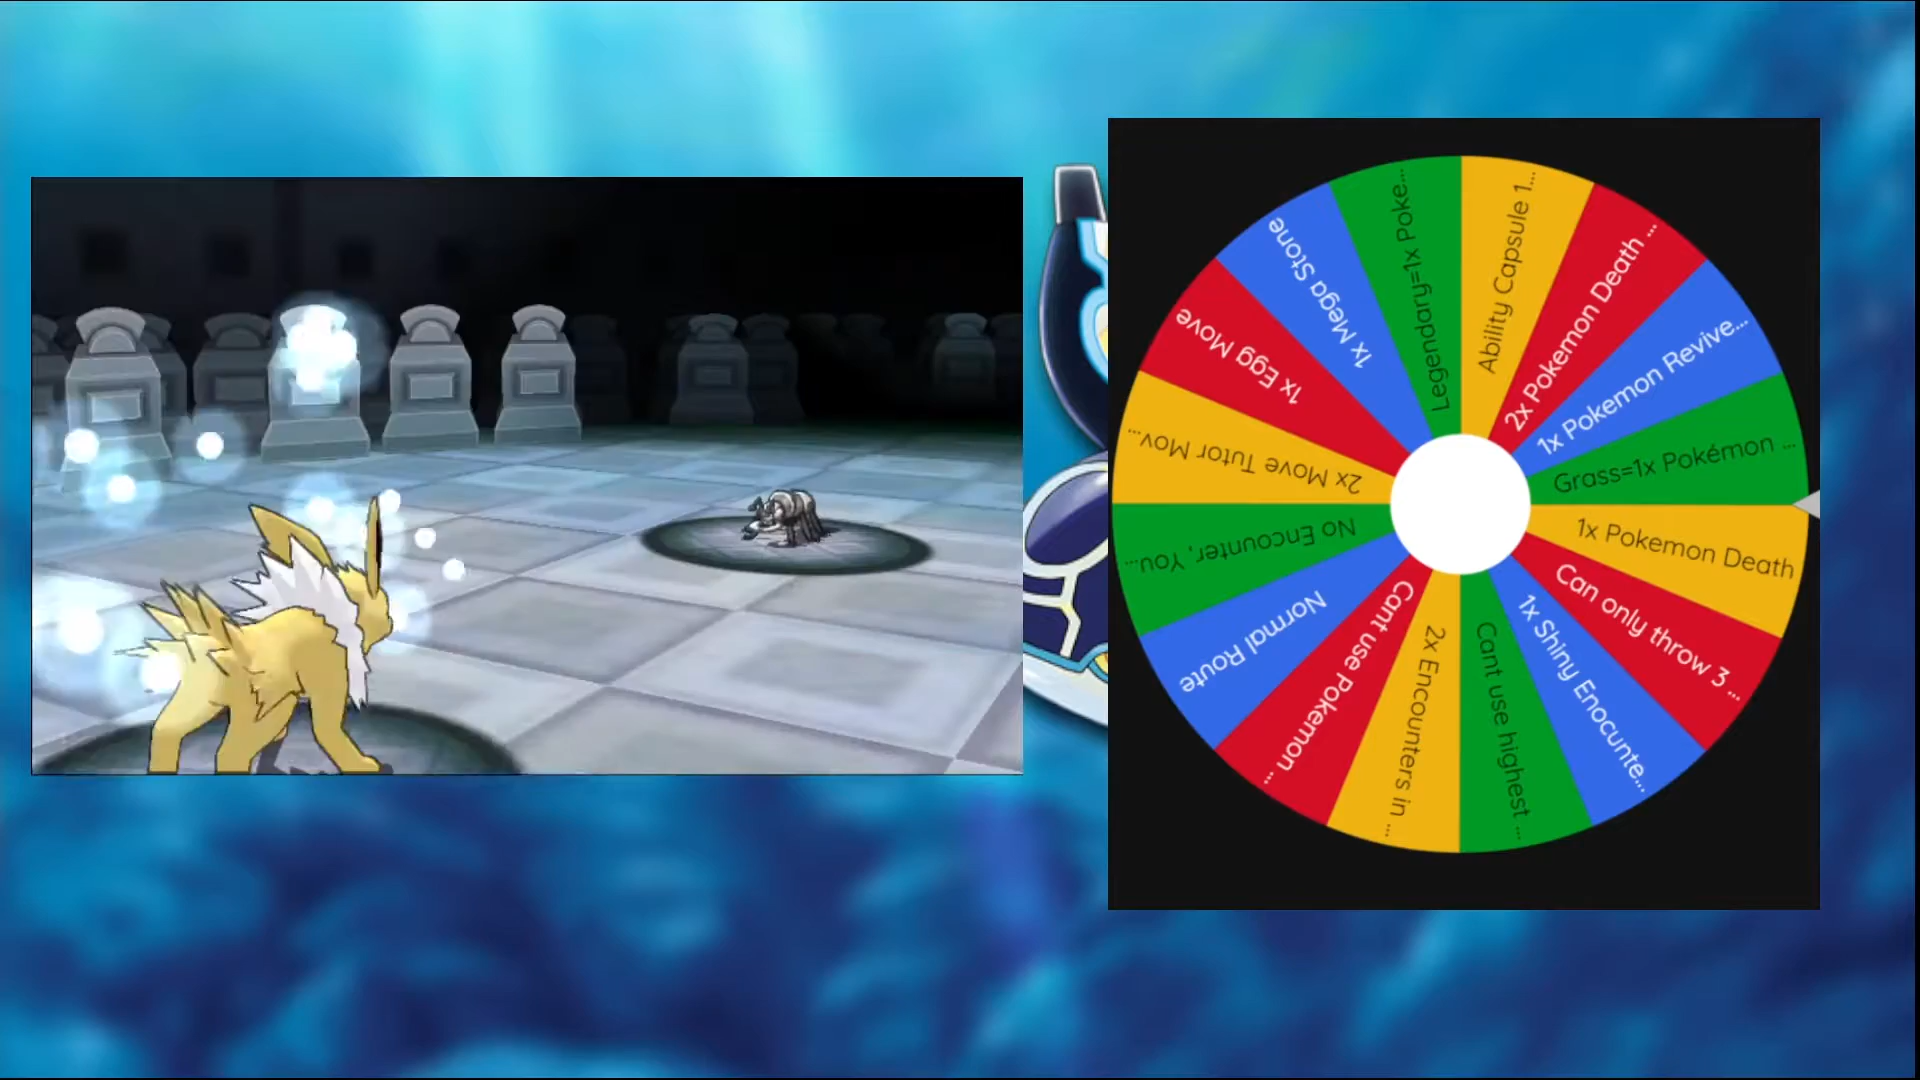 Legendary=1x Poke...
Ability Capsule 1...
2x Pokemon Death ...
1x Pokemon Revive...
Grass=1x Pokémon ...
1x Pokemon Death
Can only throw 3 ...
1x Shiny Enocunte...
Cant use highest ...
2x Encounters in ...
Cant use Pokemon ...
Normal Route
No Encounter, You...
2x Move Tutor Mov...
1x Egg Move
1x Mega Stone